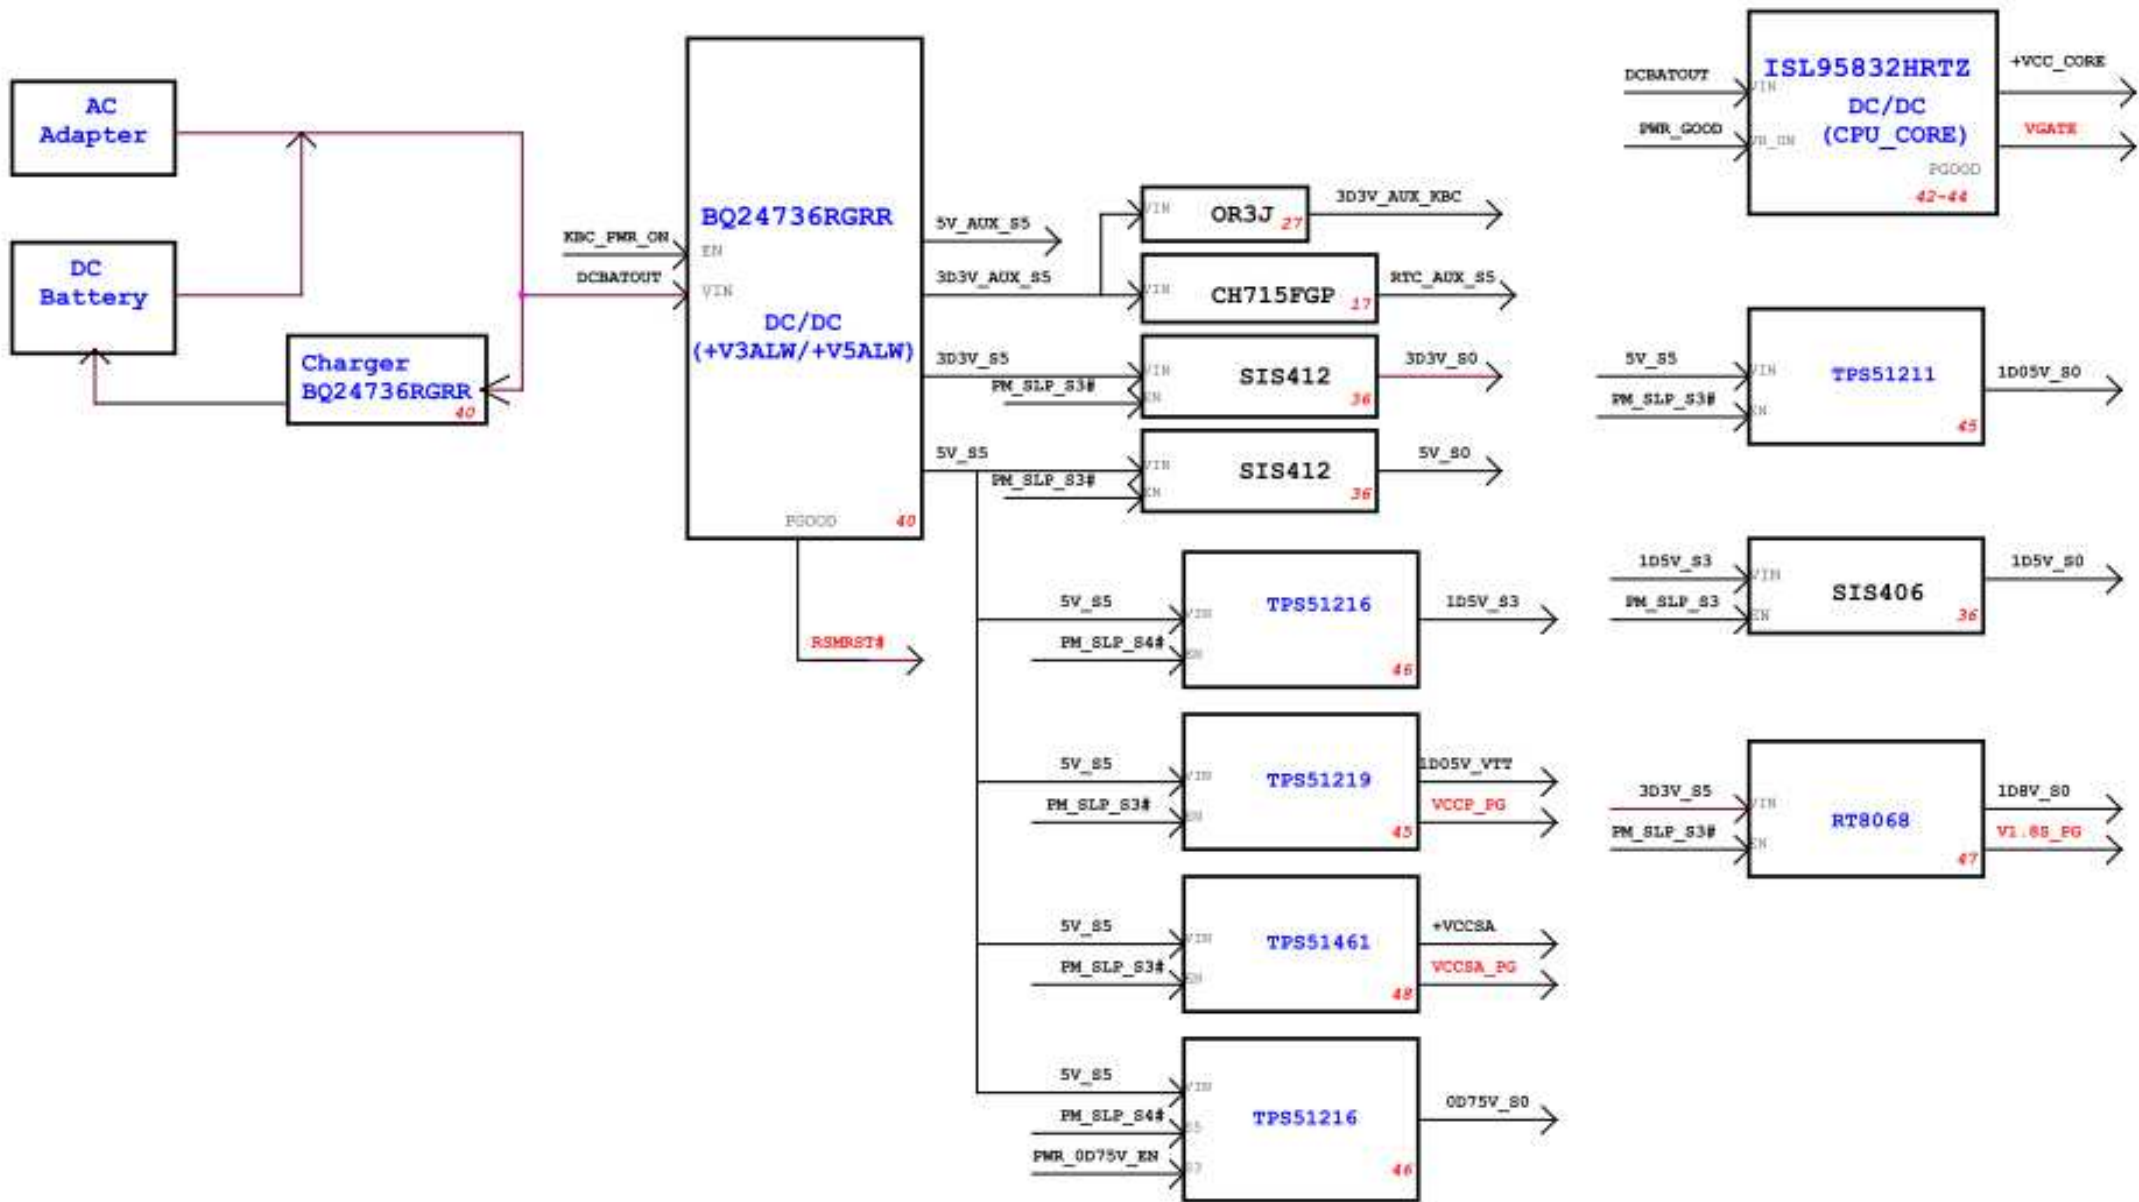 AC
Adapter
DC
Battery
Charger
BQ24736RGRR
40
KBC_PWR_ON
DCBATOUT
BQ24736RGRR
EN
VIN
DC/DC
(+V3ALW/+V5ALW)
PGOOD
40
RSMRST#
5V_AUX_S5
3D3V_AUX_S5
3D3V_S5
5V_S5
VIN
OR3J
27
3D3V_AUX_KBC
VIN
CH715FGP
17
RTC_AUX_S5
PM_SLP_S3#
VIN
EN
SIS412
36
3D3V_S0
PM_SLP_S3#
VIN
EN
SIS412
36
5V_S0
5V_S5
PM_SLP_S4#
VIN
EN
TPS51216
46
1D5V_S3
5V_S5
PM_SLP_S3#
VIN
EN
TPS51219
45
1D05V_VTT
VCCP_PG
5V_S5
PM_SLP_S3#
VIN
EN
TPS51461
48
+VCCSA
VCCSA_PG
5V_S5
PM_SLP_S4#
PWR_0D75V_EN
VIN
S5
S3
TPS51216
46
0D75V_S0
DCBATOUT
PWR_GOOD
ISL95832HRTZ
VIN
DC/DC
VR_ON
(CPU_CORE)
PGOOD
42-44
+VCC_CORE
VGATE
5V_S5
PM_SLP_S3#
VIN
EN
TPS51211
45
1D05V_S0
1D5V_S3
PM_SLP_S3
VIN
EN
SIS406
36
1D5V_S0
3D3V_S5
PM_SLP_S3#
VIN
EN
RT8068
47
1D8V_S0
V1.8S_PG